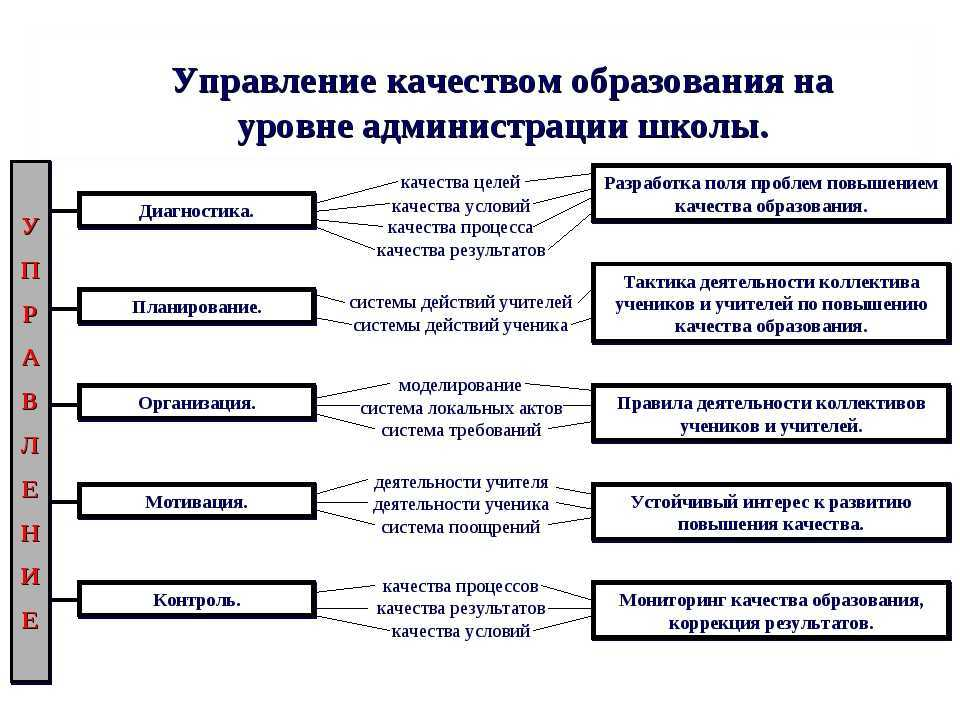 Управление качеством образования на
уровне администрации школы.
У
П
Р
А
В
Л
Е
Н
И
Е
Диагностика.
качества целей
качества условий
качества процесса
качества результатов
Разработка поля проблем повышением
качества образования.
Планирование.
системы действий учителей
системы действий ученика
Тактика деятельности коллектива
учеников и учителей по повышению
качества образования.
Организация.
моделирование
система локальных актов
система требований
Правила деятельности коллективов
учеников и учителей.
Мотивация.
деятельности учителя
деятельности ученика
система поощрений
Устойчивый интерес к развитию
повышения качества.
Контроль.
качества процессов
качества результатов
качества условий
Мониторинг качества образования,
коррекция результатов.